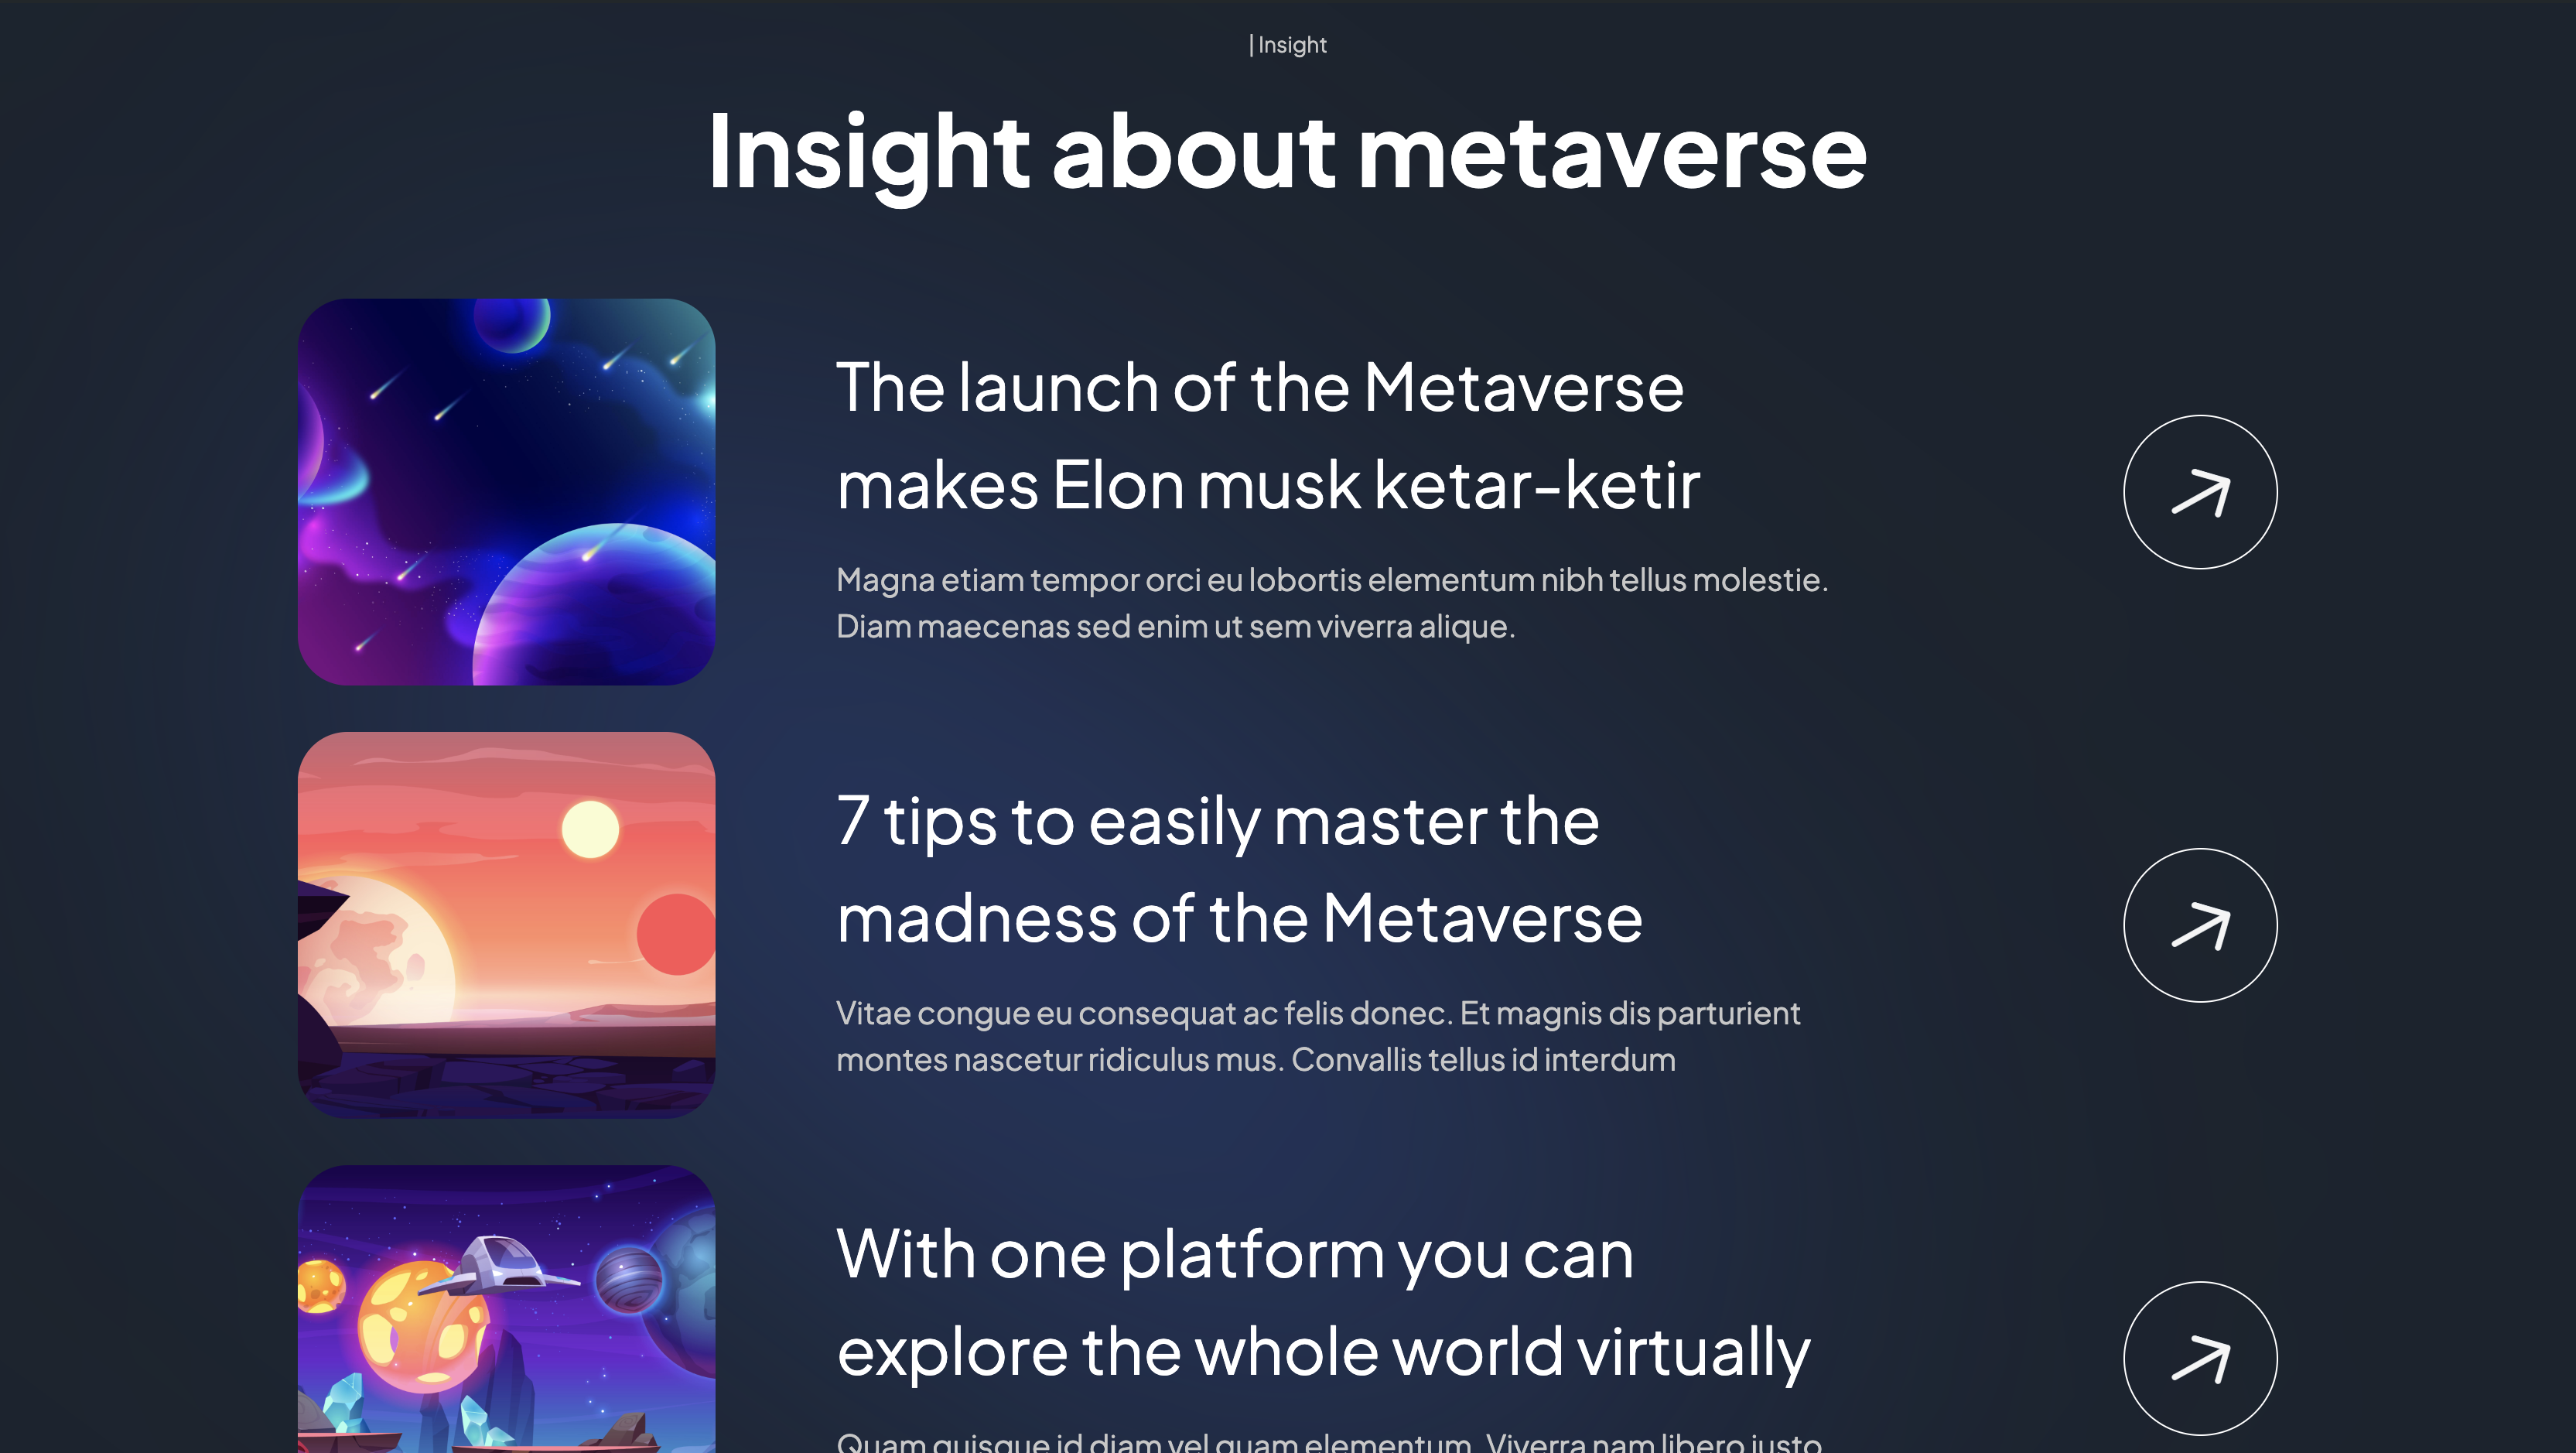 | Insight
Insight about metaverse
The launch of the Metaverse
makes Elon musk ketar-ketir
Magna etiam tempor orci eu lobortis elementum nibh tellus molestie.
Diam maecenas sed enim ut sem viverra alique.
7 tips to easily master the
madness of the Metaverse
Vitae congue eu consequat ac felis donec. Et magnis dis parturient
montes nascetur ridiculus mus. Convallis tellus id interdum
With one platform you can
explore the whole world virtually
Quam quisque id diam vel quam elementum. Viverra nam libero justo